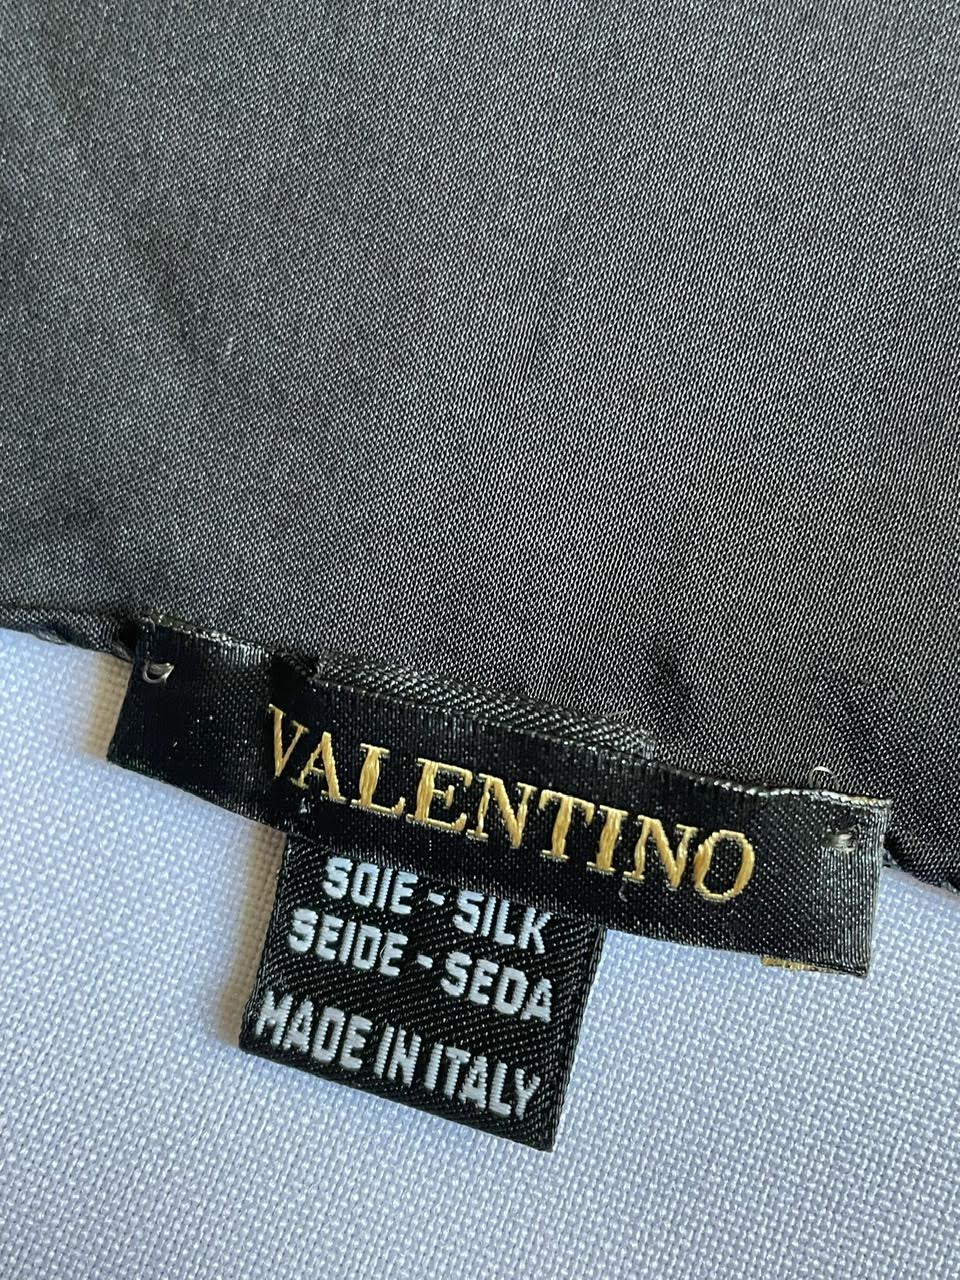 VALENTINO
SOIE - SILK
SEIDE - SEDA
MADE IN ITALY